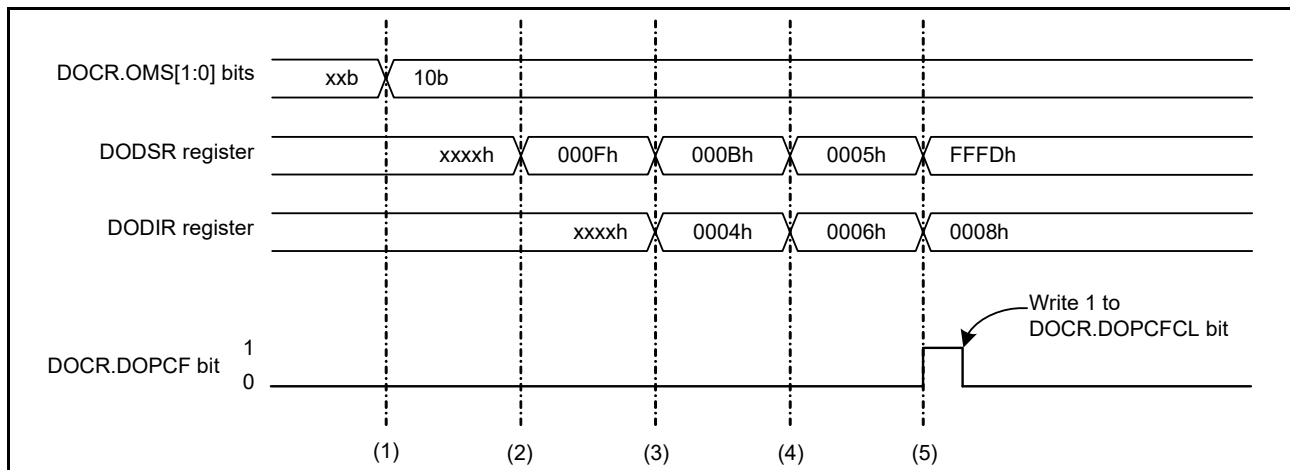 DOCR.OMS[1:0] bits
xxb
10b
DODSR register
xxxxh
000Fh
000Bh
0005h
FFFDh
DODIR register
xxxxh
0004h
0006h
0008h
Write 1 to
DOCR.DOPCFCL bit
DOCR.DOPCF bit
1
0
(1)
(2)
(3)
(4)
(5)